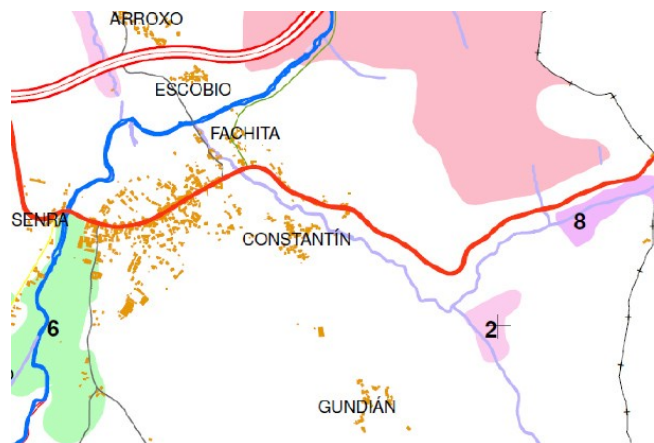 ARROXO
ESCOBIO
FACHITA
SENRA
CONSTANTÍN
8
6
2
GUNDIÁN